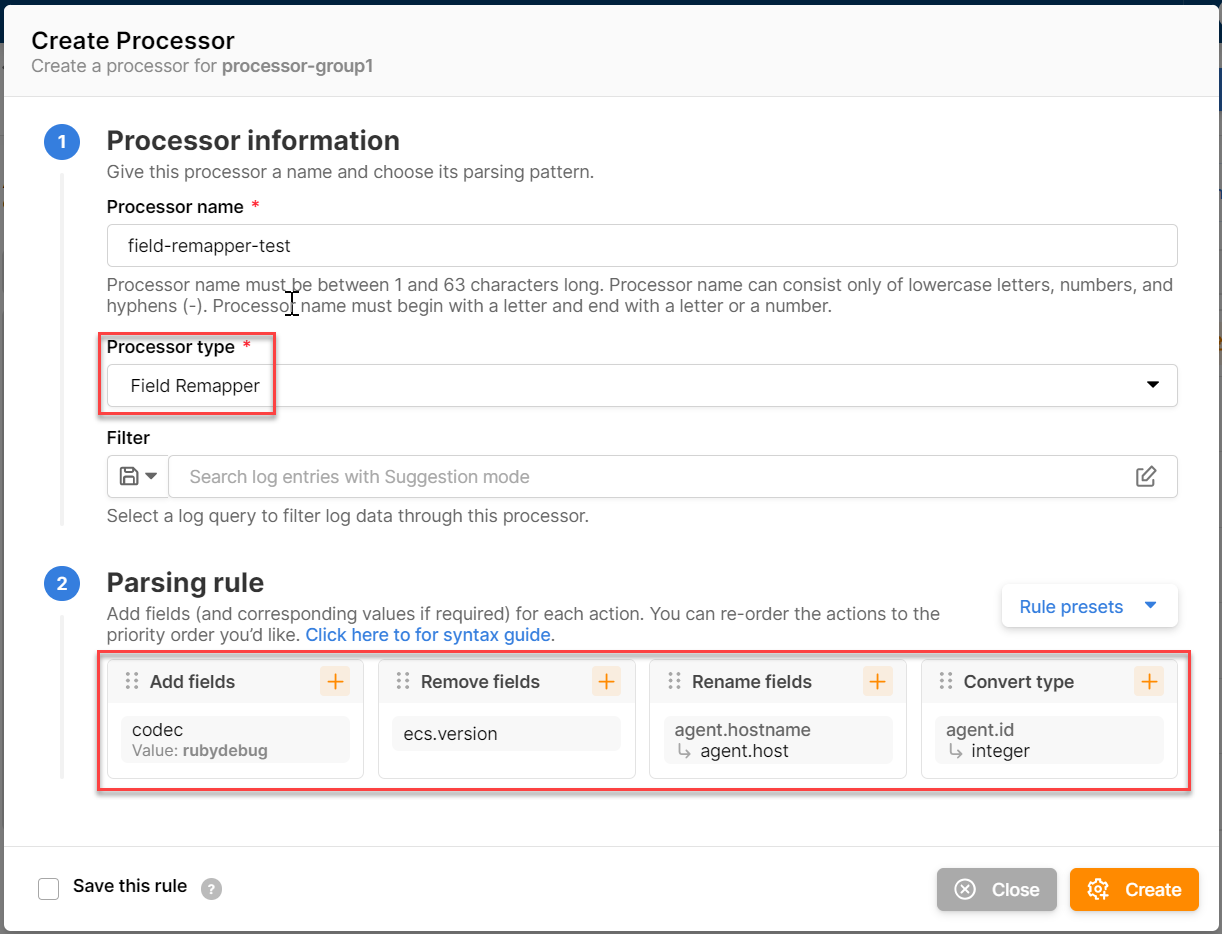 Create Processor
Create a processor for processor-group1
1
Processor information
Give this processor a name and choose its parsing pattern.
Processor name *
field-remapper-test
Processor name must be between 1 and 63 characters long. Processor name can consist only of lowercase letters, numbers, and
hyphens (-). Processor name must begin with a letter and end with a letter or a number.
Processor type *
Field Remapper
Filter
Search log entries with Suggestion mode
Select a log query to filter log data through this processor.
2
Parsing rule
Add fields (and corresponding values if required) for each action. You can re-order the actions to the
priority order you’d like. Click here to for syntax guide.
Rule presets
Add fields
codec
Value: rubydebug
Remove fields
ecs.version
Rename fields
agent.hostname
agent.host
Convert type
agent.id
integer
Save this rule ?
Close
Create